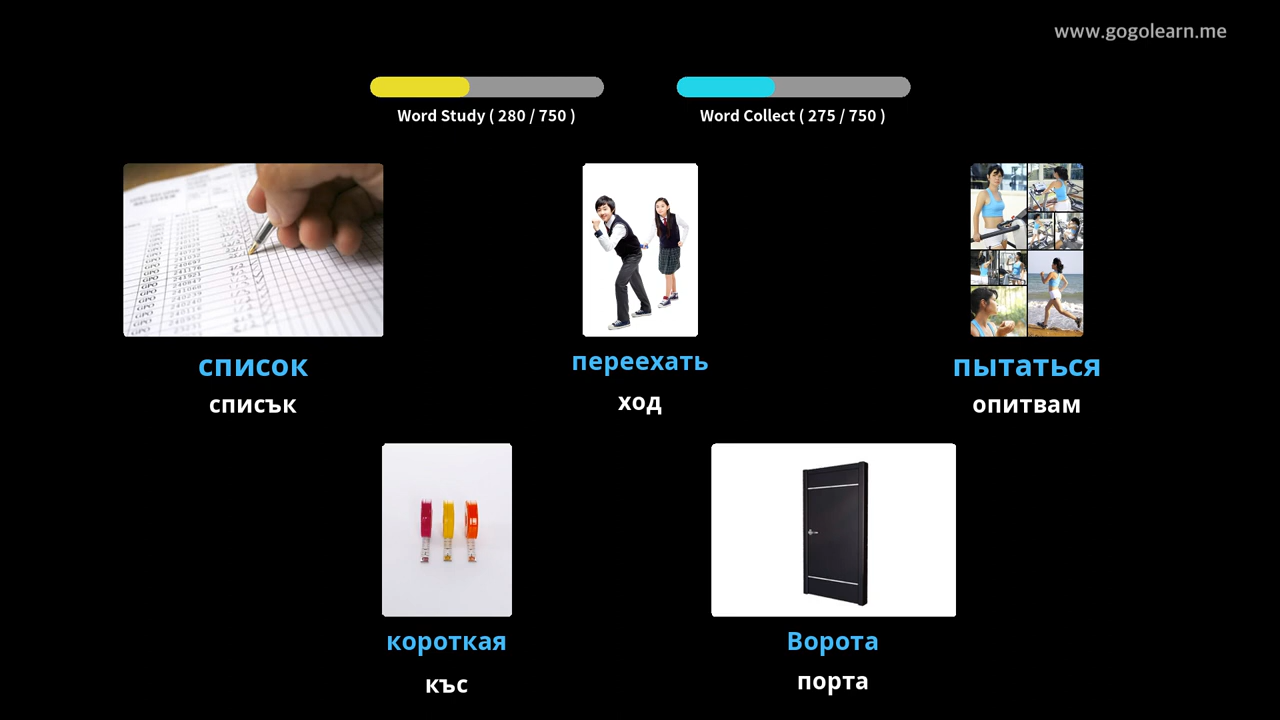 www.gogolearn.me
Word Study ( 280 / 750 )
Word Collect ( 275 / 750 )
список
списък
переехать
ход
пытаться
опитвам
короткая
къс
Ворота
порта